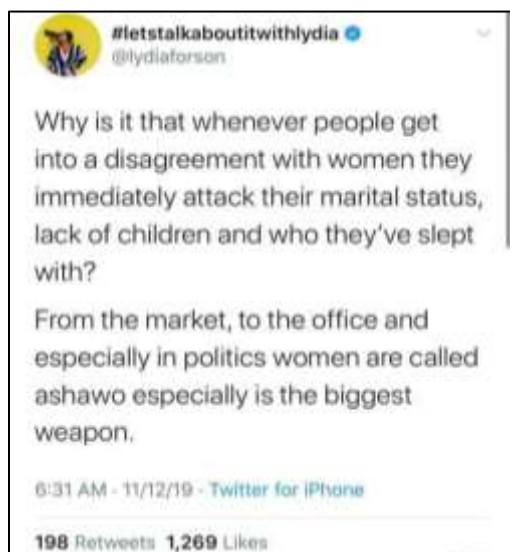 #letstalkaboutitwithlydia
@lydiaforson
Why is it that whenever people get
into a disagreement with women they
immediately attack their marital status,
lack of children and who they've slept
with?
From the market, to the office and
especially in politics women are called
ashawo especially is the biggest
weapon.
6:31 AM - 11/12/19 - Twitter for iPhone
198 Retweets 1,269 Likes